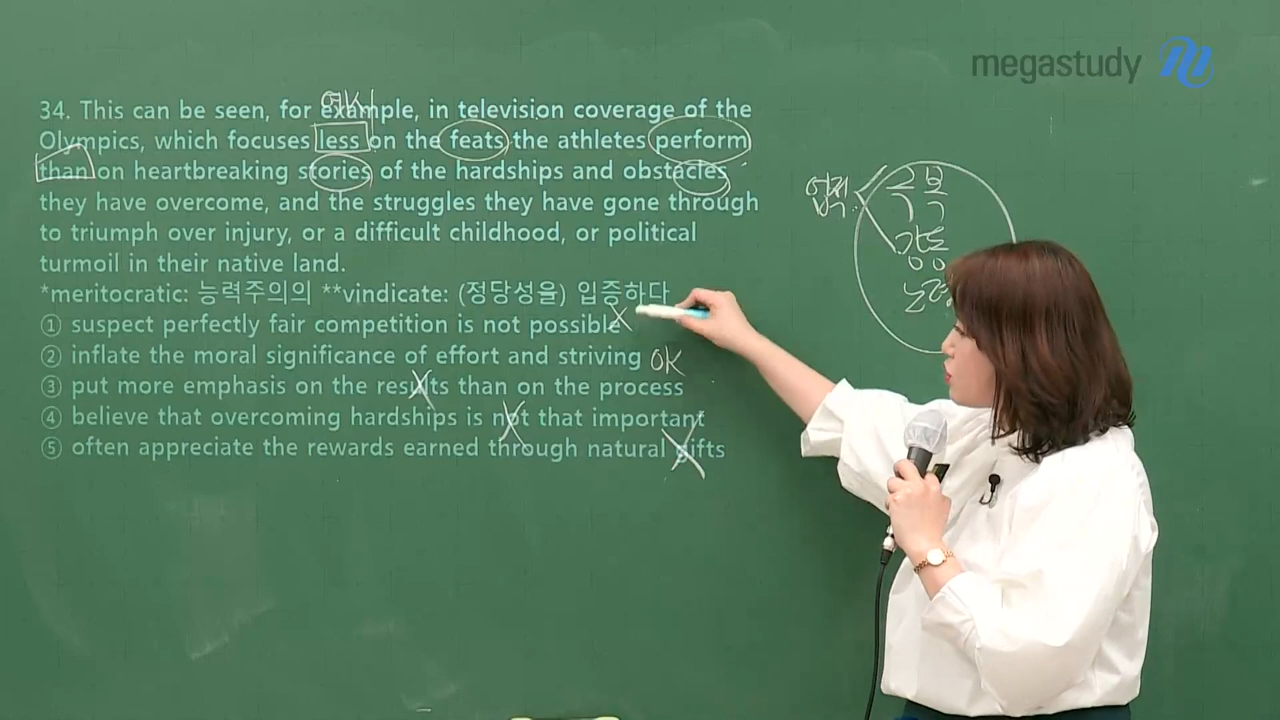 megastudy
34. This can be seen, for example, in television coverage of the
Olympics, which focuses less on the feats the athletes perform
than on heartbreaking stories of the hardships and obstacles
they have overcome, and the struggles they have gone through
to triumph over injury, or a difficult childhood, or political
turmoil in their native land.
*meritocratic: 능력주의의 **vindicate: (정당성을) 입증하다
① suspect perfectly fair competition is not possible
② inflate the moral significance of effort and striving OK
③ put more emphasis on the results than on the process
④ believe that overcoming hardships is not that important
⑤ often appreciate the rewards earned through natural gifts